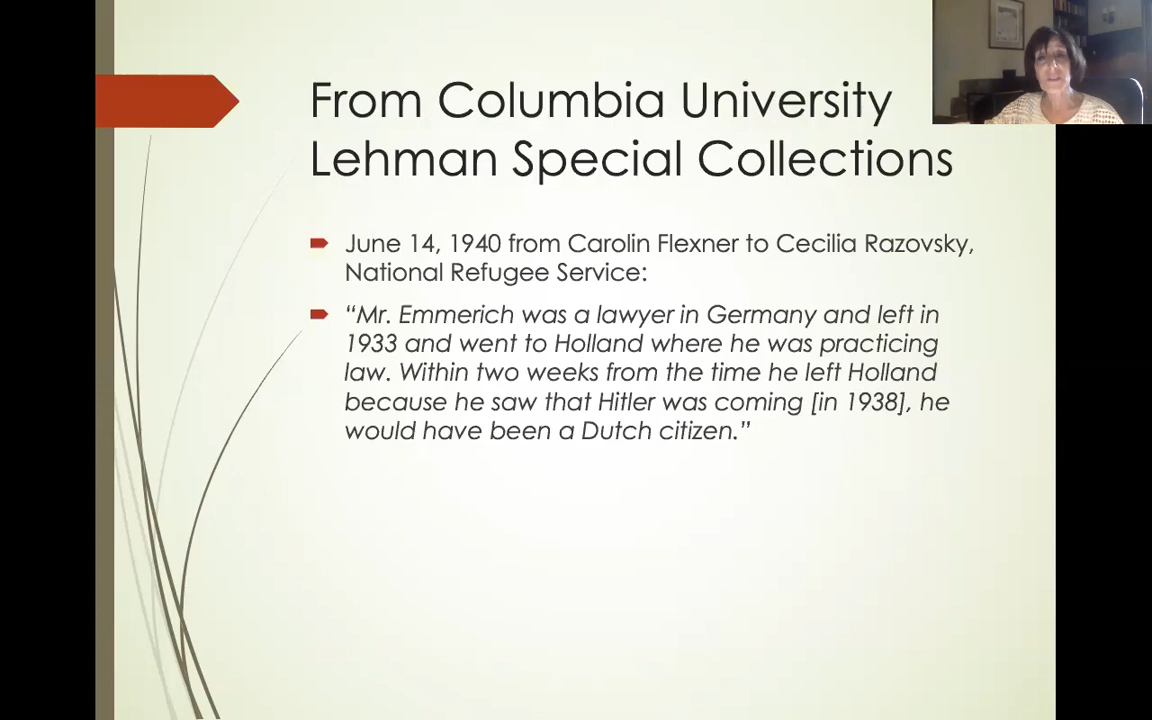 From Columbia University
Lehman Special Collections
June 14, 1940 from Carolin Flexner to Cecilia Razovsky,
National Refugee Service:
“Mr. Emmerich was a lawyer in Germany and left in
1933 and went to Holland where he was practicing
law. Within two weeks from the time he left Holland
because he saw that Hitler was coming [in 1938], he
would have been a Dutch citizen.”